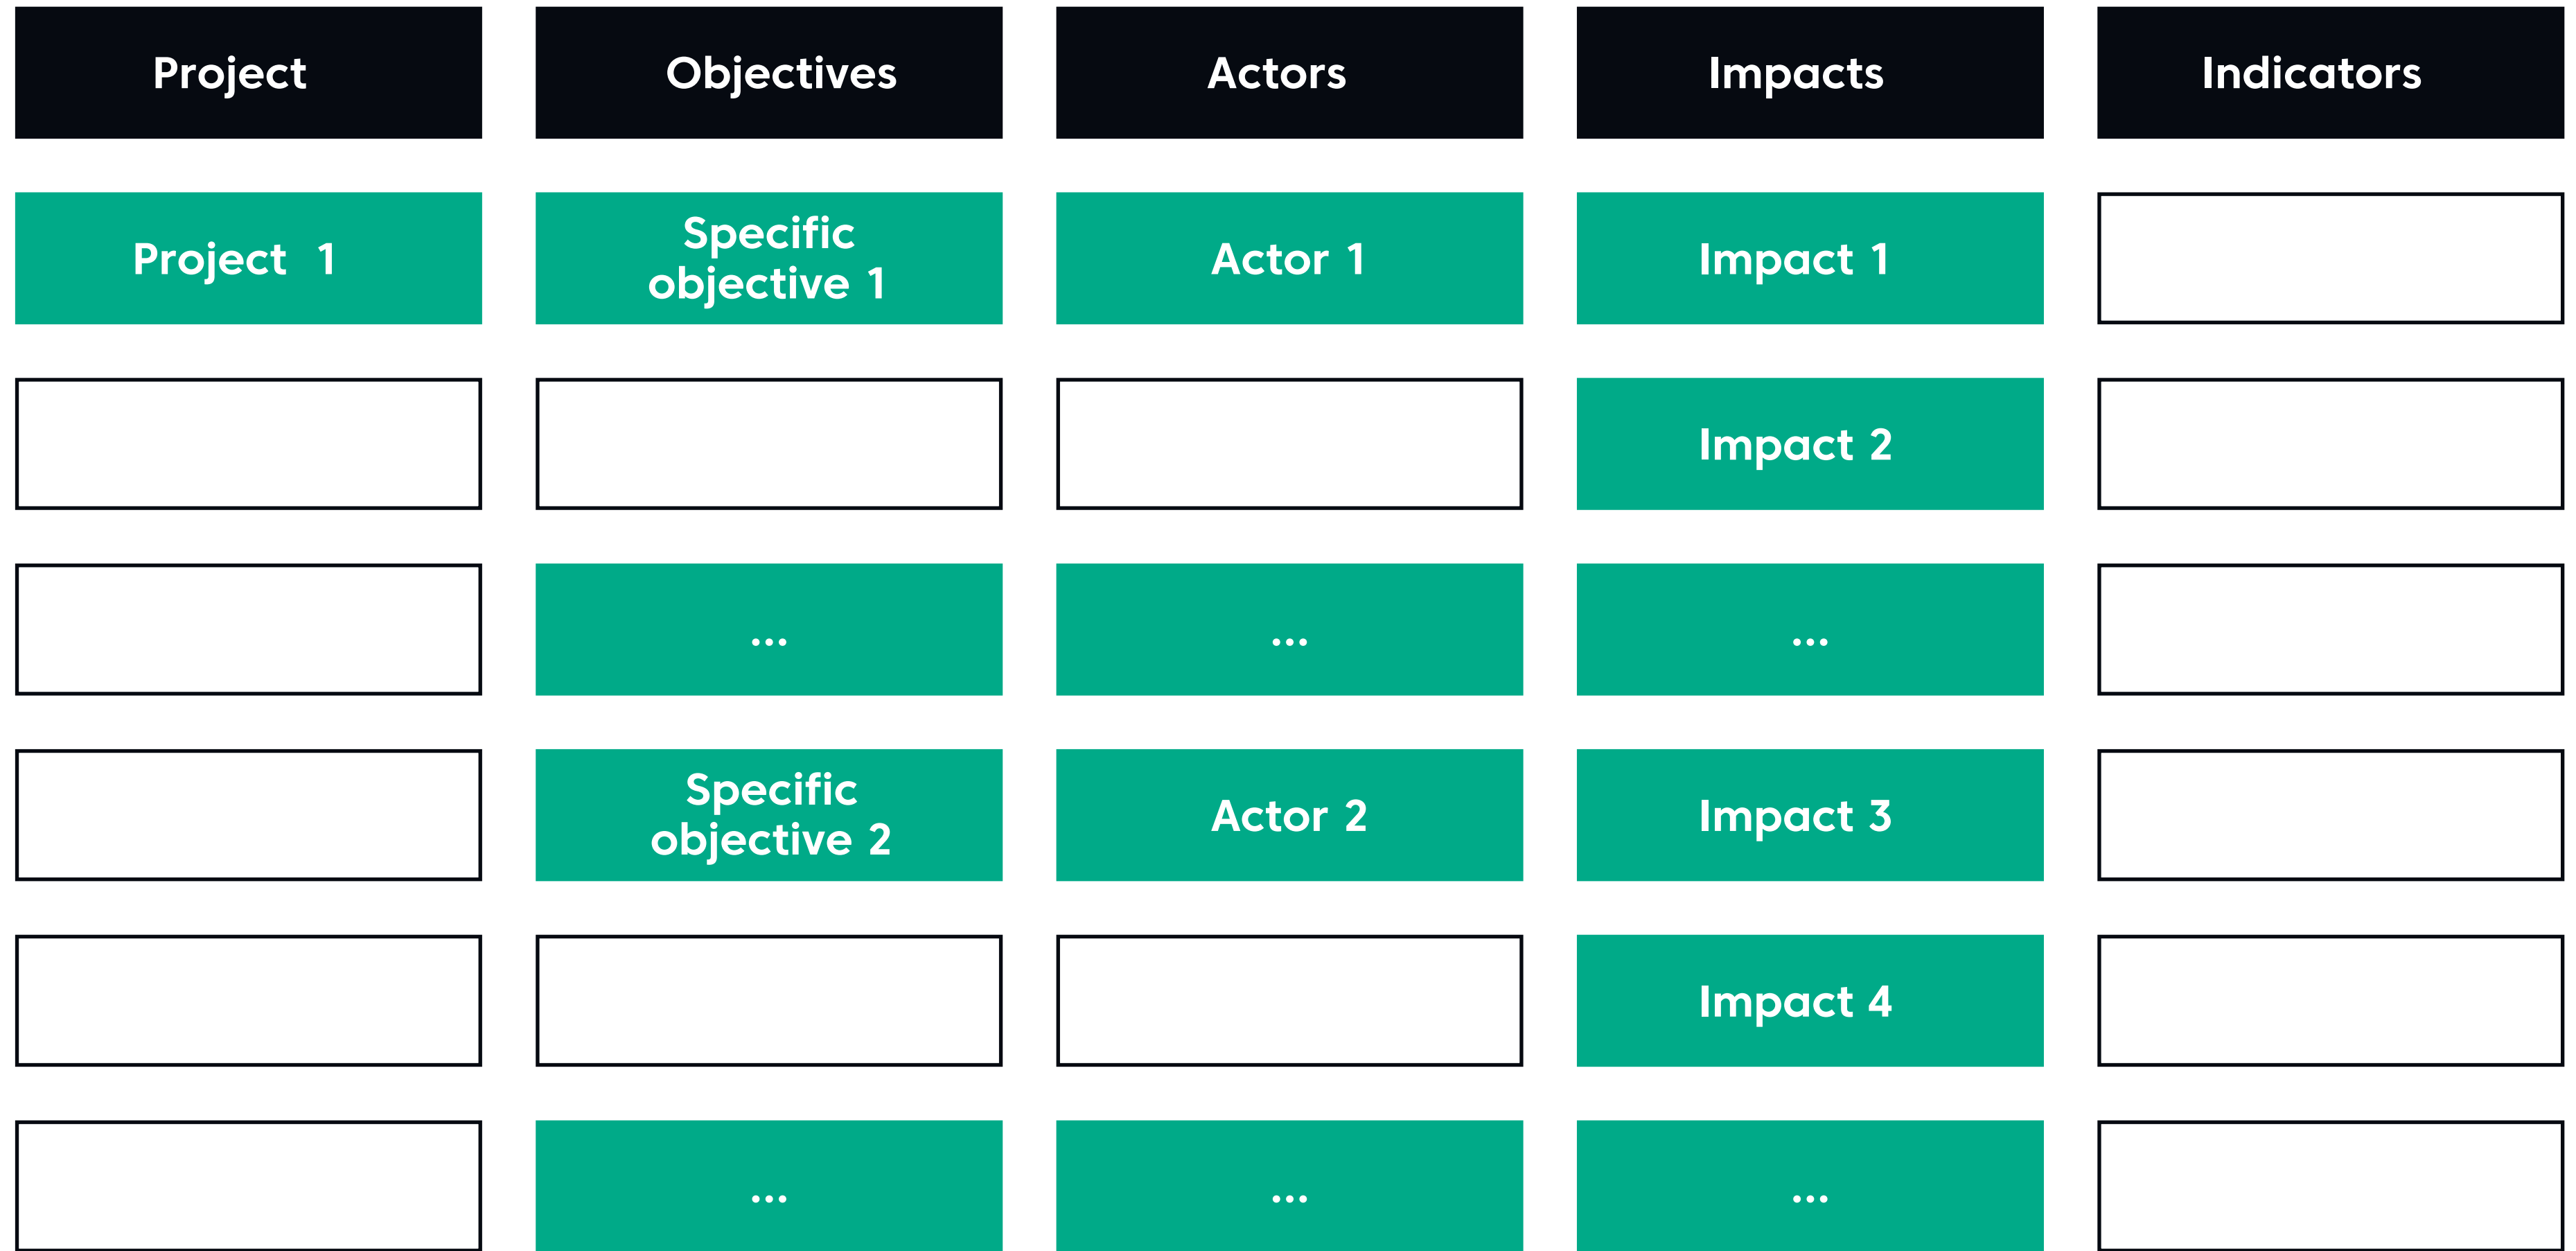 Project
Objectives
Actors
Impacts
Indicators
Project 1
Specific
objective 1
Actor 1
Impact 1
Impact 2
...
...
...
Specific
objective 2
Actor 2
Impact 3
Impact 4
...
...
...